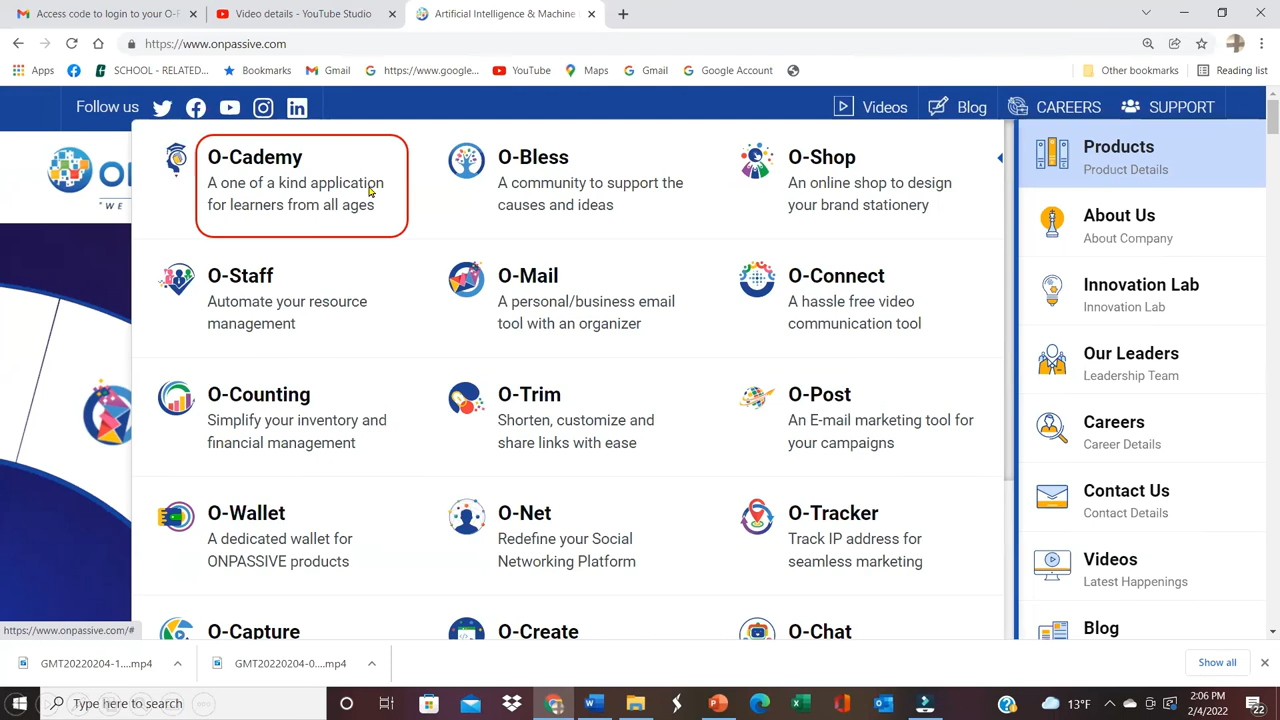 Access code to login to your O-F
Video details - YouTube Studio
Artificial Intelligence & Machine
https://www.onpassive.com
Apps
SCHOOL - RELATED...
Bookmarks
Gmail
https://www.google...
YouTube
Maps
Gmail
Google Account
Other bookmarks
Reading list
Follow us
Videos
Blog
CAREERS
SUPPORT
O-Cademy
A one of a kind application
for learners from all ages
O-Bless
A community to support the
causes and ideas
O-Shop
An online shop to design
your brand stationery
O-Staff
Automate your resource
management
O-Mail
A personal/business email
tool with an organizer
O-Connect
A hassle free video
communication tool
O-Counting
Simplify your inventory and
financial management
O-Trim
Shorten, customize and
share links with ease
O-Post
An E-mail marketing tool for
your campaigns
O-Wallet
A dedicated wallet for
ONPASSIVE products
O-Net
Redefine your Social
Networking Platform
O-Tracker
Track IP address for
seamless marketing
O-Capture
O-Create
O-Chat
Products
Product Details
About Us
About Company
Innovation Lab
Innovation Lab
Our Leaders
Leadership Team
Careers
Career Details
Contact Us
Contact Details
Videos
Latest Happenings
Blog
https://www.onpassive.com/#
GMT20220204-1....mp4
GMT20220204-0....mp4
Show all
Type here to search
13°F
2:06 PM
2/4/2022
22